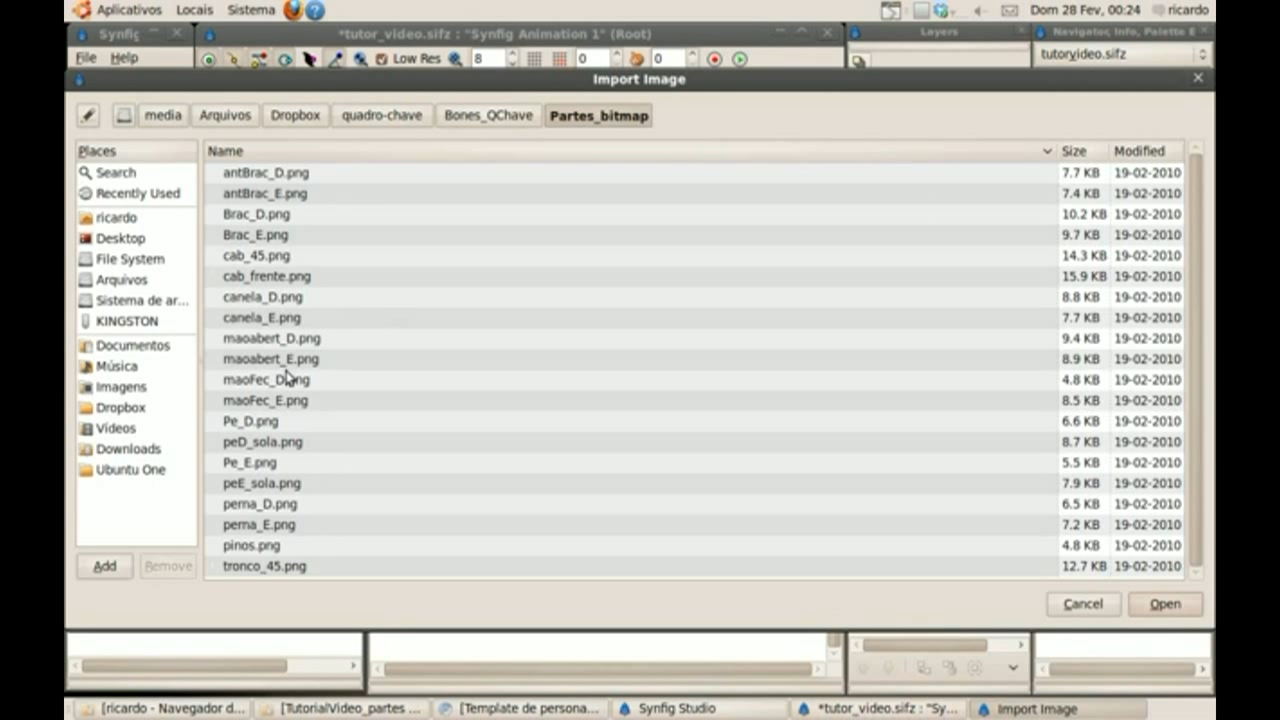 Aplicativos Locais Sistema Dom 28 Fev, 00:24 ricardo
Synfig *tutor_video.sifz : "Synfig Animation 1" (Root) Layers Navigator, Info, Palette E
File Help Low Res 8 0 0 tutorvideo.sifz
Import Image
media Arquivos Dropbox quadro-chave Bones_QChave Partes_bitmap
Places Name Size Modified
Search antBrac_D.png 7.7 KB 19-02-2010
Recently Used antBrac_E.png 7.4 KB 19-02-2010
Brac_D.png 10.2 KB 19-02-2010
ricardo
Desktop Brac_E.png 9.7 KB 19-02-2010
File System cab_45.png 14.3 KB 19-02-2010
Arquivos cab_frente.png 15.9 KB 19-02-2010
Sistema de ar... canela_D.png 8.8 KB 19-02-2010
KINGSTON canela_E.png 7.7 KB 19-02-2010
Documentos maoabert_D.png 9.4 KB 19-02-2010
Música maoabert_E.png 8.9 KB 19-02-2010
Imagens maoFec_D.png 4.8 KB 19-02-2010
Dropbox maoFec_E.png 8.5 KB 19-02-2010
Vídeos Pe_D.png 6.6 KB 19-02-2010
Downloads peD_sola.png 8.7 KB 19-02-2010
Ubuntu One Pe_E.png 5.5 KB 19-02-2010
peE_sola.png 7.9 KB 19-02-2010
perna_D.png 6.5 KB 19-02-2010
perna_E.png 7.2 KB 19-02-2010
pinos.png 4.8 KB 19-02-2010
Add Remove tronco_45.png 12.7 KB 19-02-2010
Cancel Open
[ricardo - Navegador d... [TutorialVideo_partes ... [Template de persona... Synfig Studio *tutor_video.sifz : "Sy... Import Image